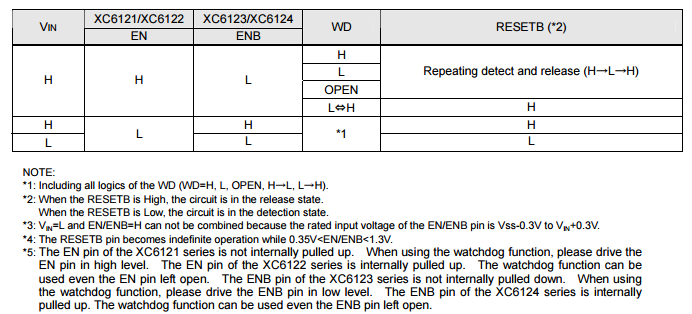 VIN XC6121/XC6122 XC6123/XC6124 WD RESETB (*2)
EN ENB
H H L H Repeating detect and release (H→L→H)
L
OPEN
L⇔H H
H L H *1 H
L L L
NOTE:
*1: Including all logics of the WD (WD=H, L, OPEN, H→L, L→H).
*2: When the RESETB is High, the circuit is in the release state.
When the RESETB is Low, the circuit is in the detection state.
*3: VIN=L and EN/ENB=H can not be combined because the rated input voltage of the EN/ENB pin is Vss-0.3V to VIN+0.3V.
*4: The RESETB pin becomes indefinite operation while 0.35V<EN/ENB<1.3V.
*5: The EN pin of the XC6121 series is not internally pulled up. When using the watchdog function, please drive the
EN pin in high level. The EN pin of the XC6122 series is internally pulled up. The watchdog function can be
used even the EN pin left open. The ENB pin of the XC6123 series is not internally pulled down. When using
the watchdog function, please drive the ENB pin in low level. The ENB pin of the XC6124 series is internally
pulled up. The watchdog function can be used even the ENB pin left open.